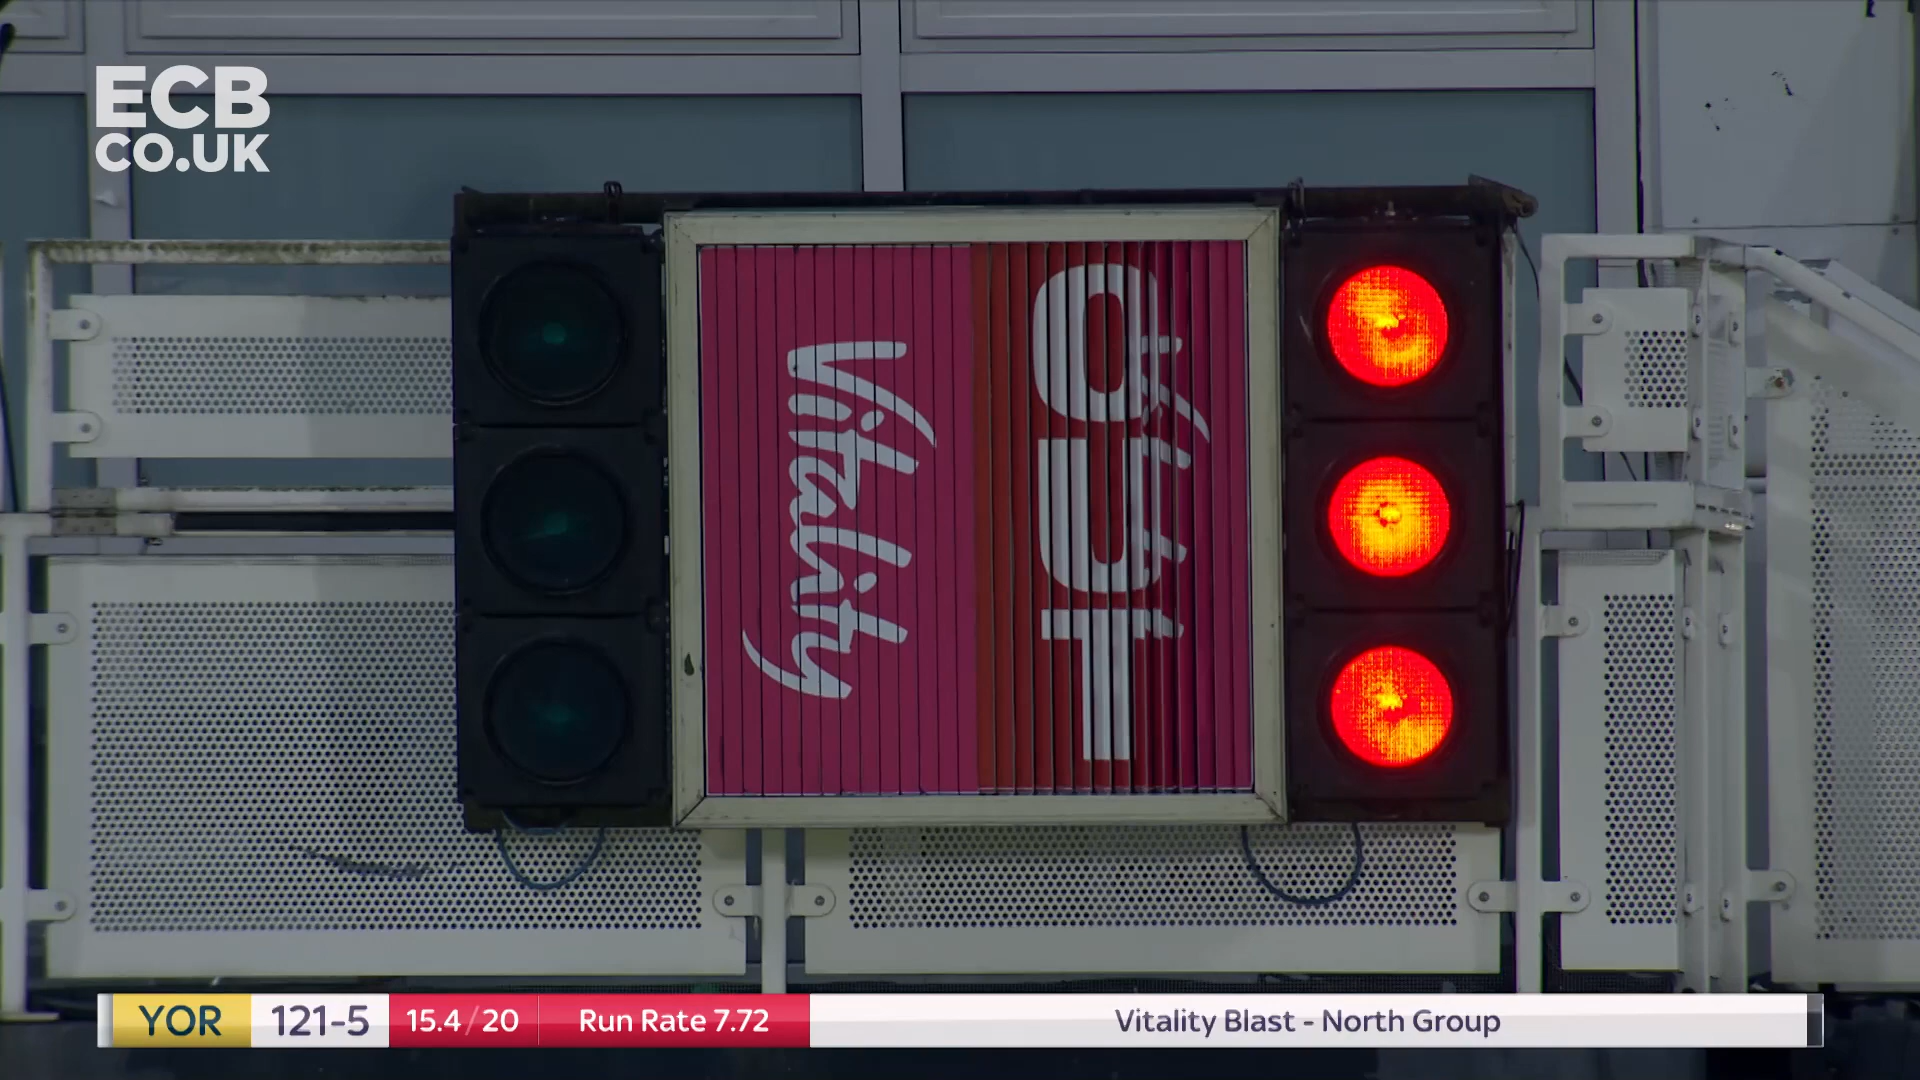 ECB
CO.UK
Vitality
OUT
YOR 121-5 15.4/20 Run Rate 7.72 Vitality Blast - North Group